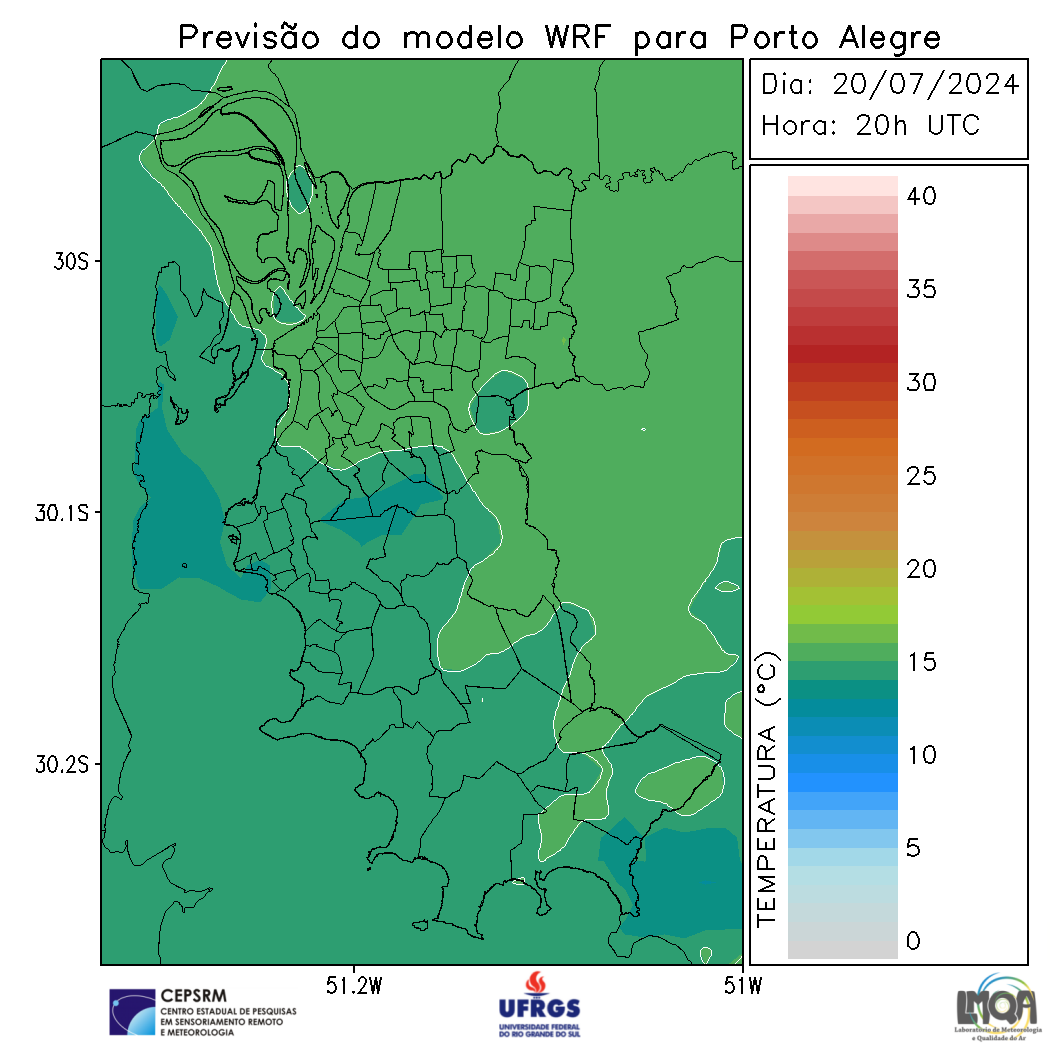 Previsão do modelo WRF para Porto Alegre
Dia: 20/07/2024
Hora: 20h UTC
40
35
30
25
20
15
10
5
0
TEMPERATURA (°C)
30S
30.1S
30.2S
51.2W
51W
CEPSRM
CENTRO ESTADUAL DE PESQUISAS
EM SENSORIAMENTO REMOTO
E METEOROLOGIA
UFRGS
UNIVERSIDADE FEDERAL
DO RIO GRANDE DO SUL
LMQA
Laboratório de Meteorologia
e Qualidade do Ar